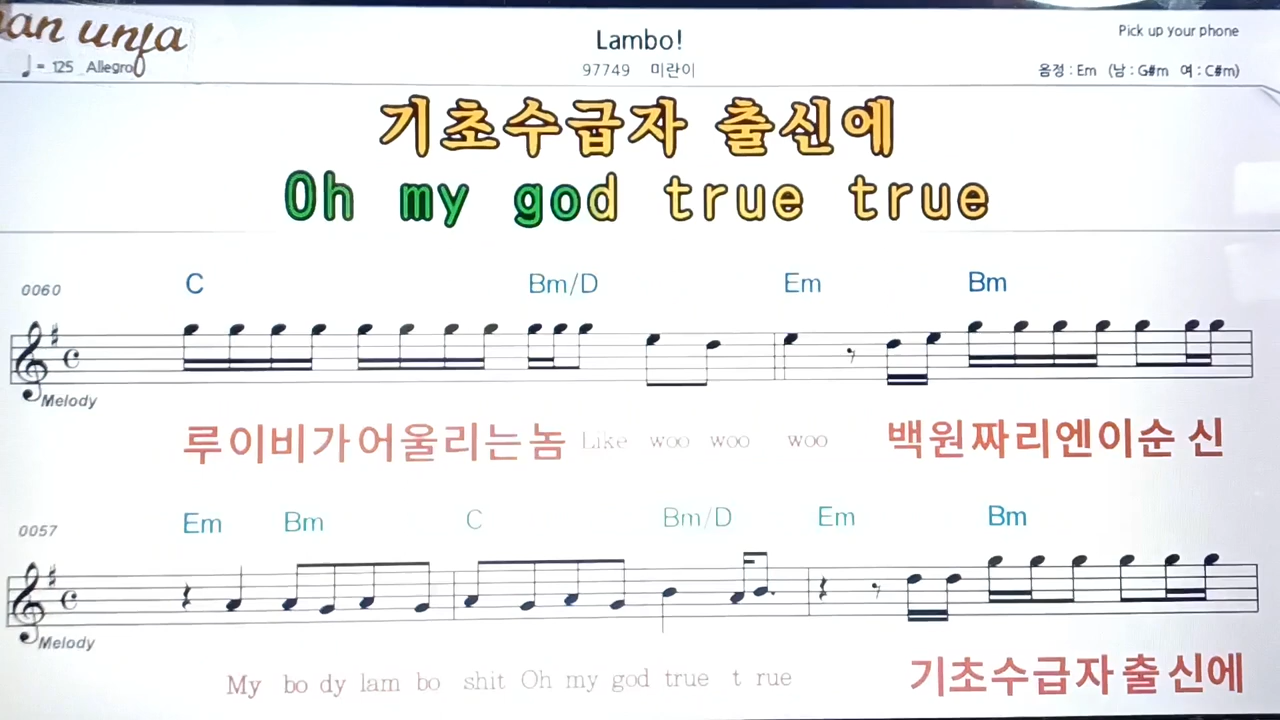 Lambo!
Pick up your phone
♩= 125 Allegro
97749 미란이
음정 : Em (남 : G#m 여 : C#m)
기초수급자 출신에
Oh my god true true
0060
C Bm/D Em Bm
Melody
루이비가어울리는놈 Like woo woo woo 백원짜리엔이순 신
0057
Em Bm C Bm/D Em Bm
Melody
My bo dy lam bo shit Oh my god true t rue 기초수급자출신에